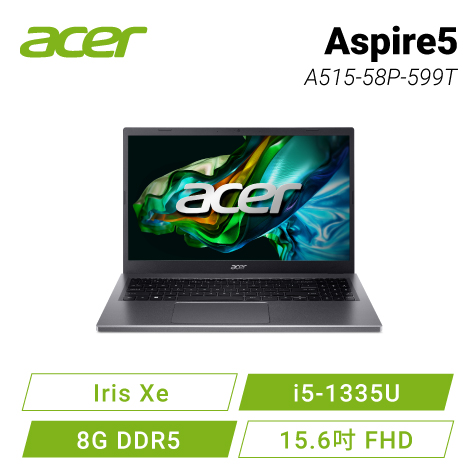 acer
Aspire5
A515-58P-599T
acer
acer
Iris Xe
i5-1335U
8G DDR5
15.6吋 FHD